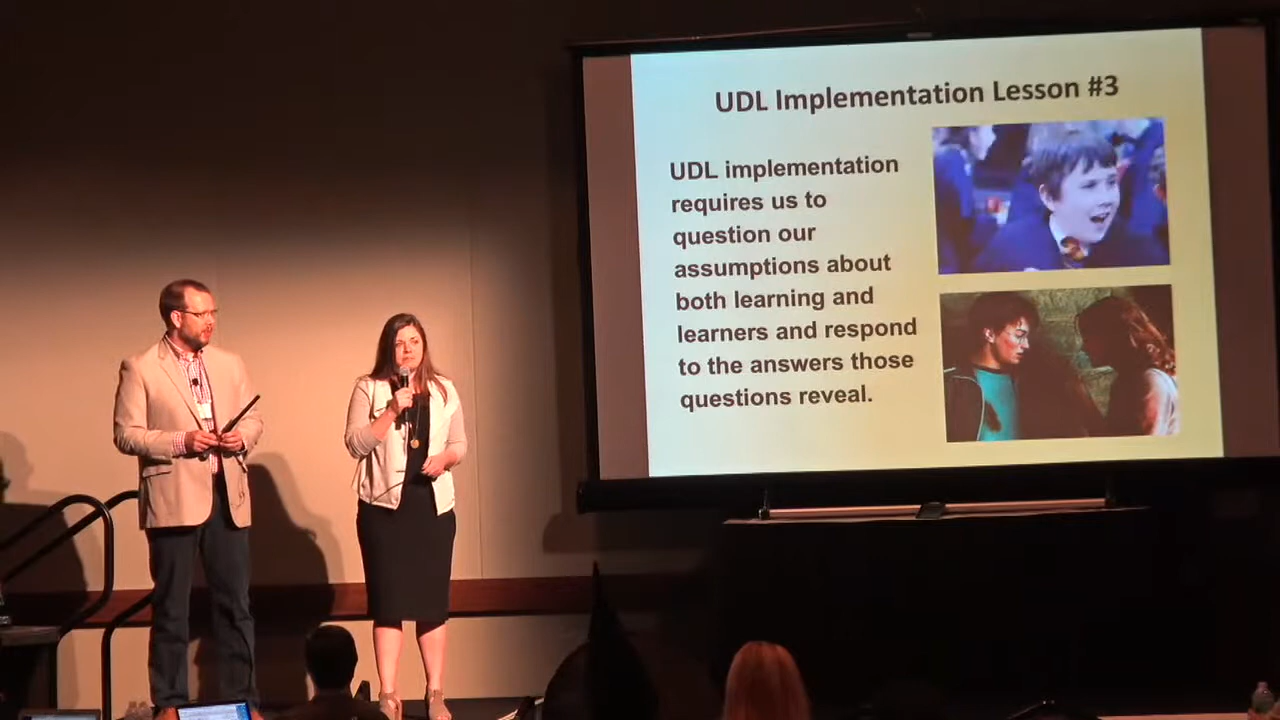 UDL Implementation Lesson #3
UDL implementation
requires us to
question our
assumptions about
both learning and
learners and respond
to the answers those
questions reveal.